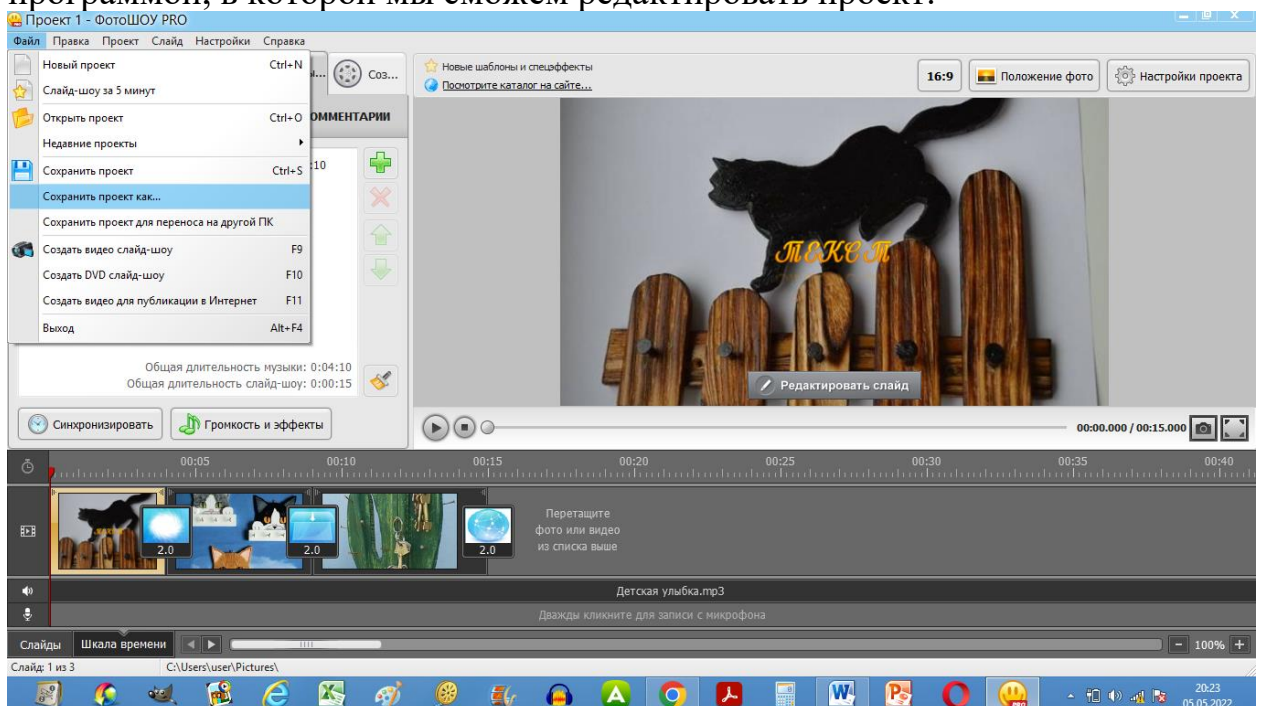 программой, в которой мы сможем редактировать проект.
Проект 1 - ФотоШОУ PRO
Файл Правка Проект Слайд Настройки Справка
Новый проект Ctrl+N
Слайд-шоу за 5 минут
Открыть проект Ctrl+O
Недавние проекты
Сохранить проект Ctrl+S
Сохранить проект как...
Сохранить проект для переноса на другой ПК
Создать видео слайд-шоу F9
Создать DVD слайд-шоу F10
Создать видео для публикации в Интернет F11
Выход Alt+F4
Соз...
ОММЕНТАРИИ
:10
Общая длительность музыки: 0:04:10
Общая длительность слайд-шоу: 0:00:15
Синхронизировать Громкость и эффекты
Новые шаблоны и спецэффекты
Посмотрите каталог на сайте...
16:9 Положение фото Настройки проекта
ТЕКСТ
Редактировать слайд
00:00.000 / 00:15.000
00:05 00:10 00:15 00:20 00:25 00:30 00:35 00:40
2.0 2.0 2.0
Перетащите
фото или видео
из списка выше
Детская улыбка.mp3
Дважды кликните для записи с микрофона
Слайды Шкала времени 100%
Слайд: 1 из 3 C:\Users\user\Pictures\
20:23
05.05.2022